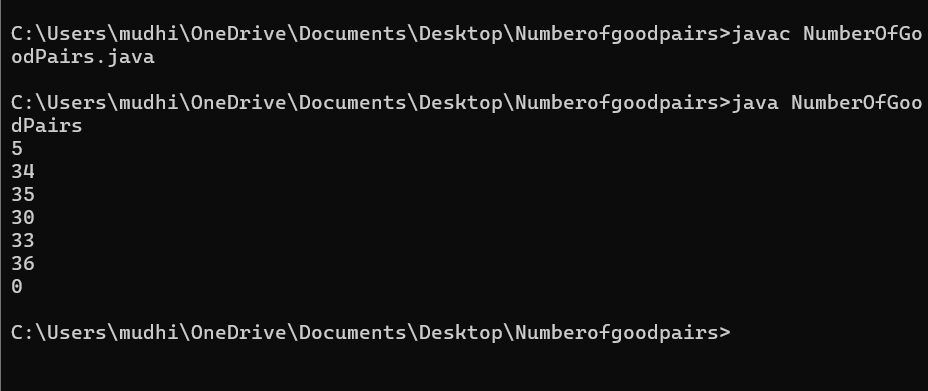 C:\Users\mudhi\OneDrive\Documents\Desktop\Numberofgoodpairs>javac NumberOfGo
odPairs.java
C:\Users\mudhi\OneDrive\Documents\Desktop\Numberofgoodpairs>java NumberOfGoo
dPairs
5
34
35
30
33
36
0
C:\Users\mudhi\OneDrive\Documents\Desktop\Numberofgoodpairs>